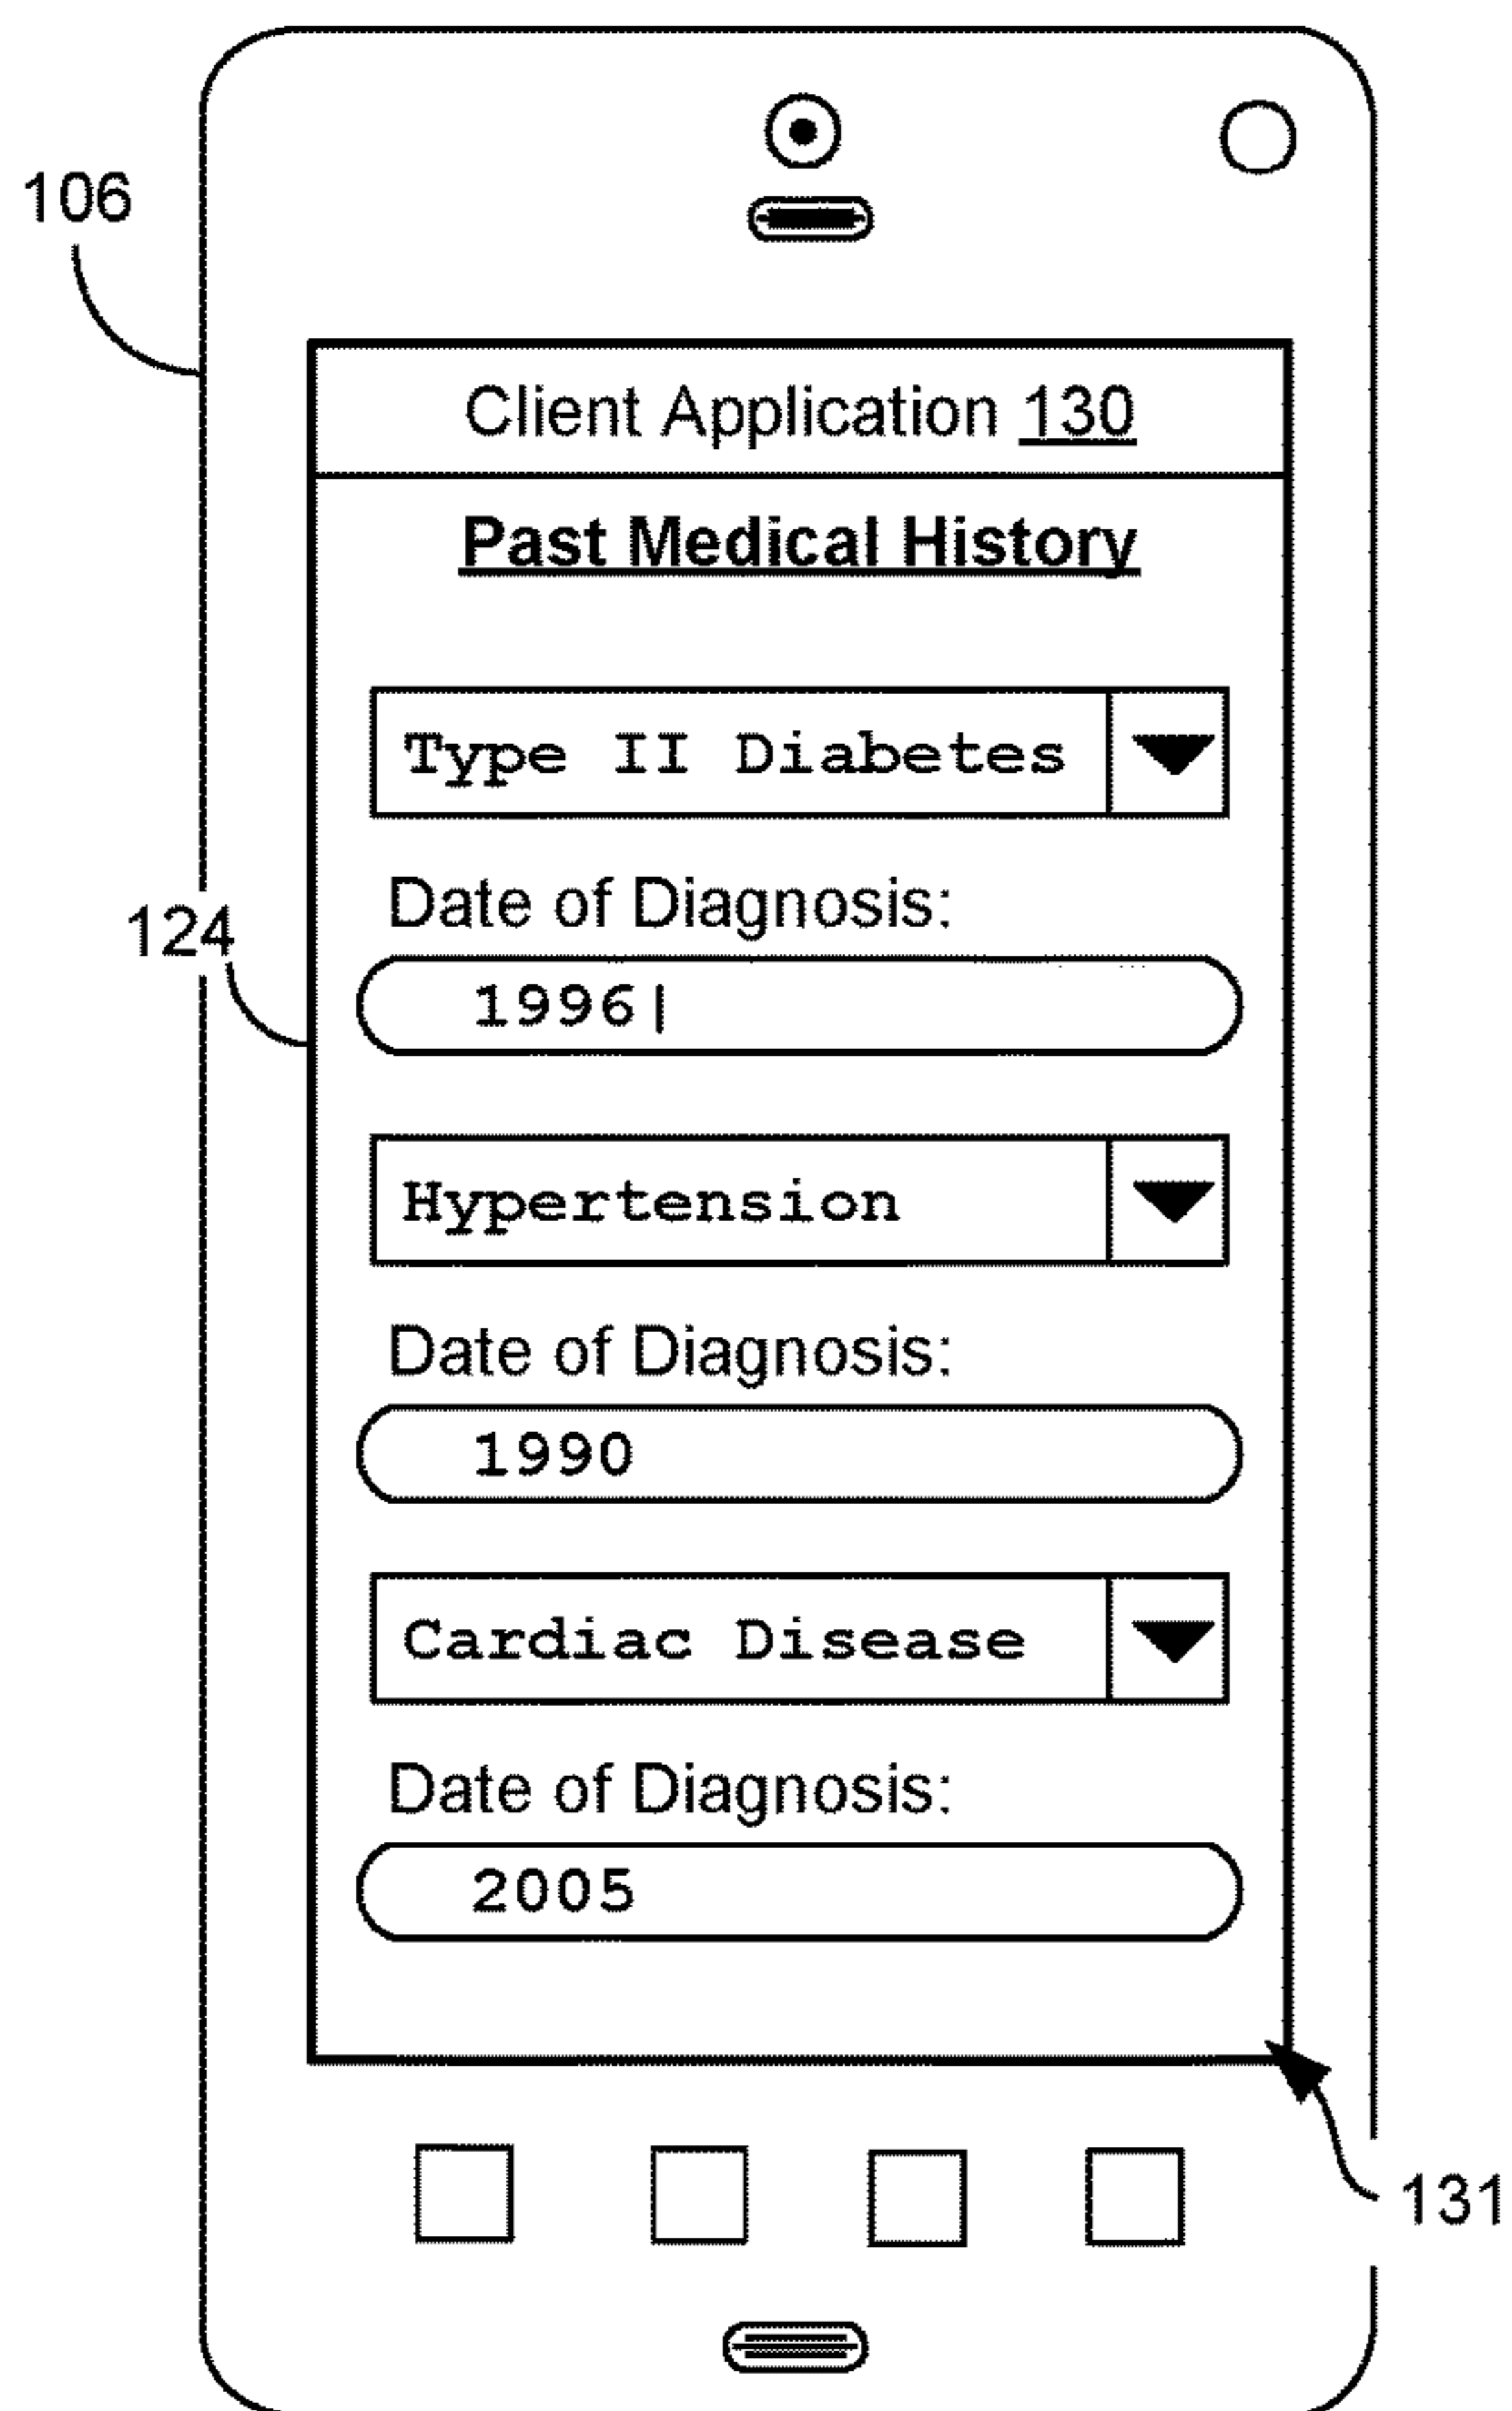 106
Client Application 130
Past Medical History
Type II Diabetes
Date of Diagnosis:
124
1996
Hypertension
Date of Diagnosis:
1990
Cardiac Disease
Date of Diagnosis:
2005
131